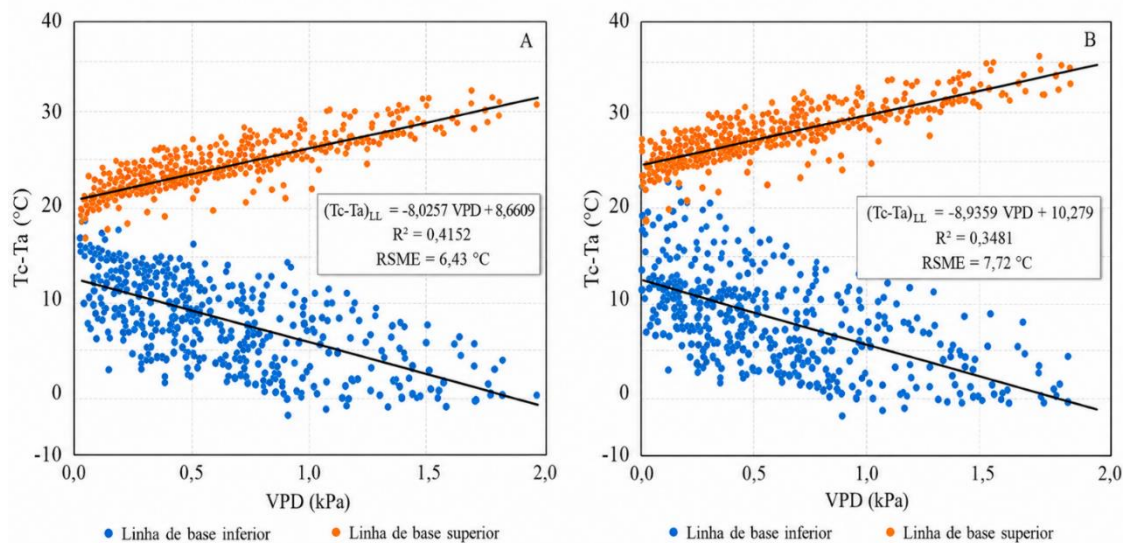 A
Tc-Ta (°C)
40
30
20
10
0
-10
(Tc-Ta)LL = -8,0257 VPD + 8,6609
R² = 0,4152
RSME = 6,43 °C
0,0 0,5 1,0 1,5 2,0
VPD (kPa)
Linha de base inferior Linha de base superior
B
Tc-Ta (°C)
40
30
20
10
0
-10
(Tc-Ta)LL = -8,9359 VPD + 10,279
R² = 0,3481
RSME = 7,72 °C
0,0 0,5 1,0 1,5 2,0
VPD (kPa)
Linha de base inferior Linha de base superior